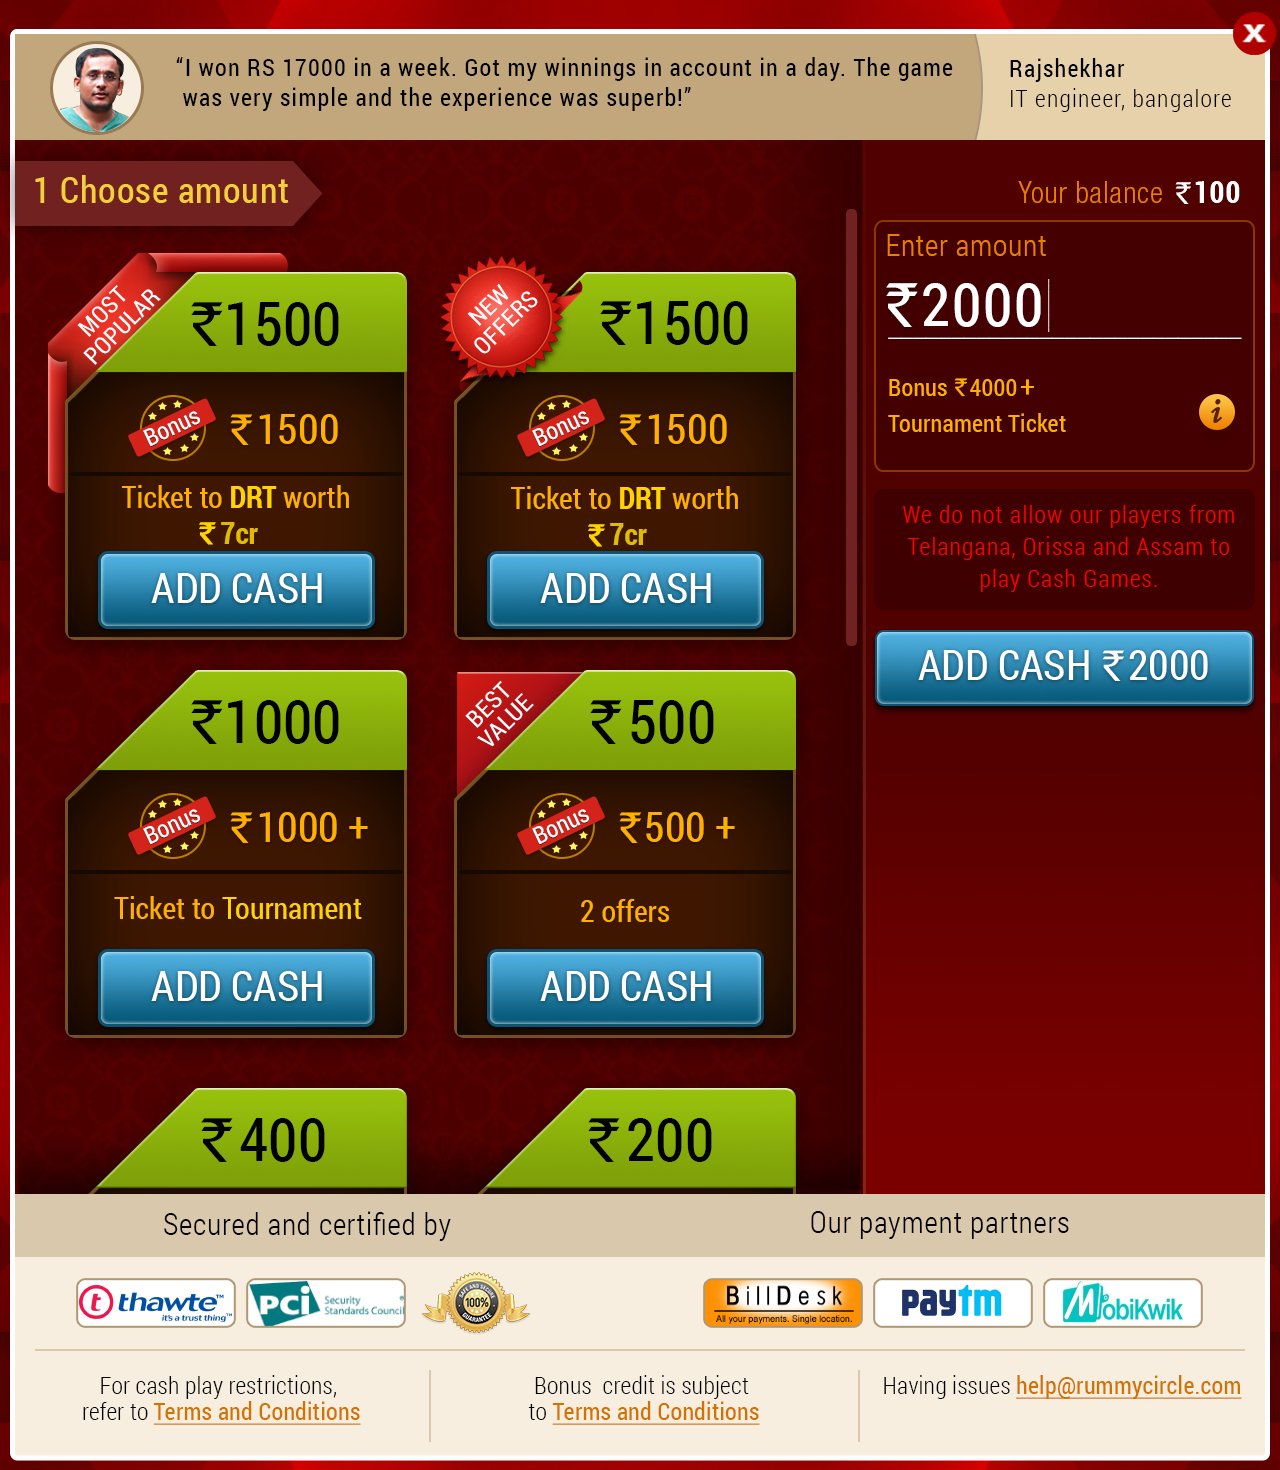 X
“I won RS 17000 in a week. Got my winnings in account in a day. The game
was very simple and the experience was superb!”
Rajshekhar
IT engineer, bangalore
1 Choose amount
MOST
POPULAR
₹1500
Bonus
₹1500
Ticket to DRT worth
₹7cr
ADD CASH
NEW
OFFERS
₹1500
Bonus
₹1500
Ticket to DRT worth
₹7cr
ADD CASH
₹1000
Bonus
₹1000 +
Ticket to Tournament
ADD CASH
BEST
VALUE
₹500
Bonus
₹500 +
2 offers
ADD CASH
₹400
₹200
Your balance ₹100
Enter amount
₹2000
Bonus ₹4000+
Tournament Ticket
i
We do not allow our players from
Telangana, Orissa and Assam to
play Cash Games.
ADD CASH ₹2000
Secured and certified by
Our payment partners
t thawte™
it's a trust thing™
PCi Security
Standards Council
SAFE AND SECURE
100%
GUARANTEE
BillDesk
All your payments. Single location.
paytm
MobiKwik
For cash play restrictions,
refer to Terms and Conditions
Bonus credit is subject
to Terms and Conditions
Having issues help@rummycircle.com